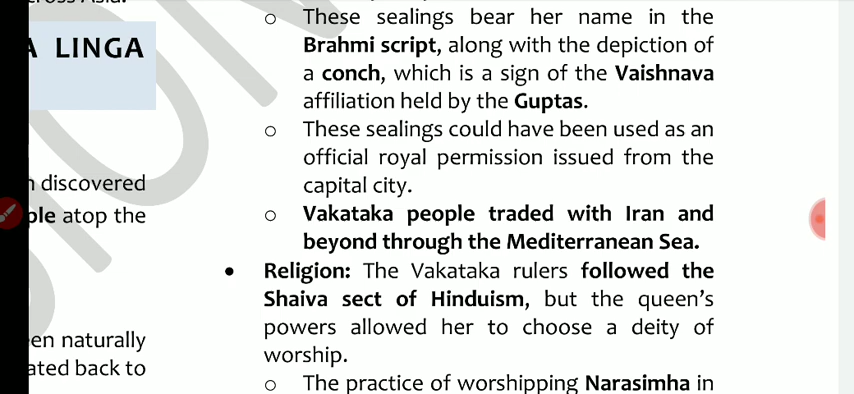 A LINGA
discovered
ple atop the
en naturally
ated back to
These sealings bear her name in the
Brahmi script, along with the depiction of
a conch, which is a sign of the Vaishnava
affiliation held by the Guptas.
These sealings could have been used as an
official royal permission issued from the
capital city.
Vakataka people traded with Iran and
beyond through the Mediterranean Sea.
Religion: The Vakataka rulers followed the
Shaiva sect of Hinduism, but the queen's
powers allowed her to choose a deity of
worship.
The practice of worshipping Narasimha in